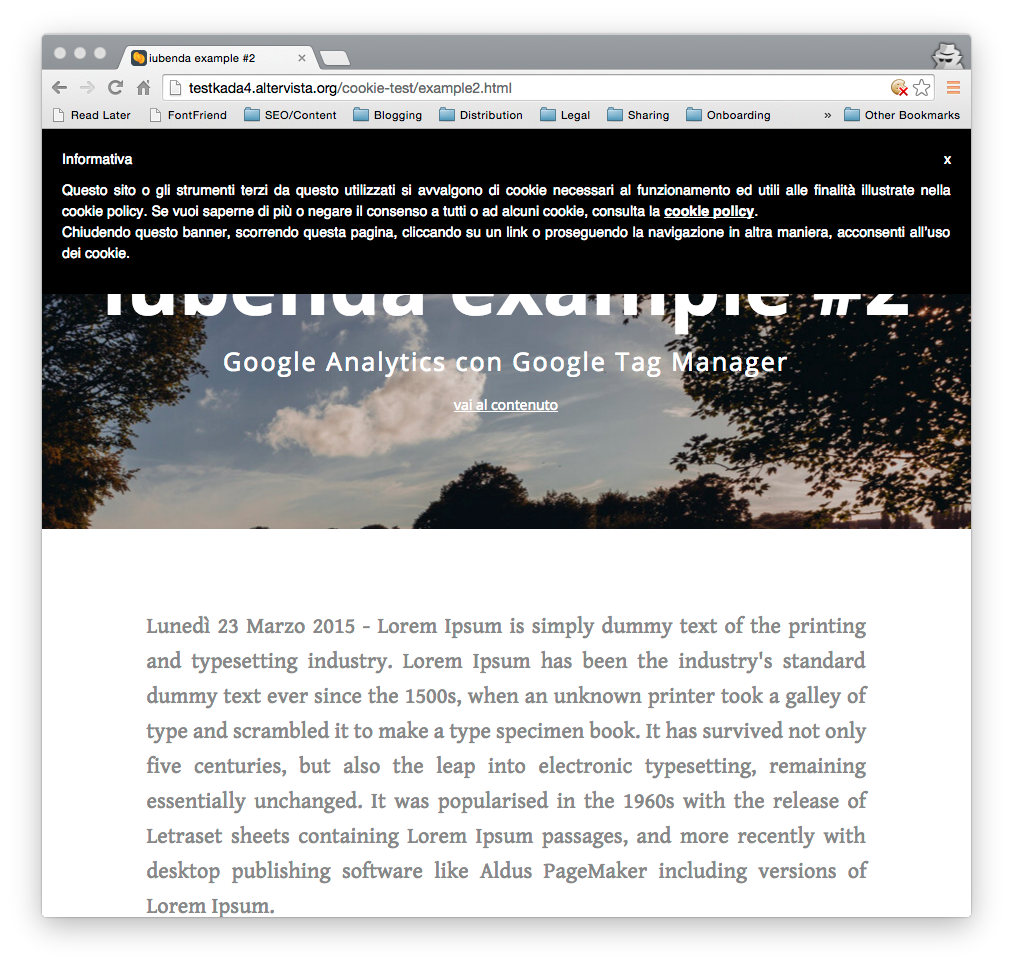 iubenda example #2
testkada4.altervista.org/cookie-test/example2.html
Read Later FontFriend SEO/Content Blogging Distribution Legal Sharing Onboarding » Other Bookmarks
Informativa x
Questo sito o gli strumenti terzi da questo utilizzati si avvalgono di cookie necessari al funzionamento ed utili alle finalità illustrate nella
cookie policy. Se vuoi saperne di più o negare il consenso a tutti o ad alcuni cookie, consulta la cookie policy.
Chiudendo questo banner, scorrendo questa pagina, cliccando su un link o proseguendo la navigazione in altra maniera, acconsenti all'uso
dei cookie.
iubenda example #2
Google Analytics con Google Tag Manager
vai al contenuto
Lunedì 23 Marzo 2015 - Lorem Ipsum is simply dummy text of the printing
and typesetting industry. Lorem Ipsum has been the industry's standard
dummy text ever since the 1500s, when an unknown printer took a galley of
type and scrambled it to make a type specimen book. It has survived not only
five centuries, but also the leap into electronic typesetting, remaining
essentially unchanged. It was popularised in the 1960s with the release of
Letraset sheets containing Lorem Ipsum passages, and more recently with
desktop publishing software like Aldus PageMaker including versions of
Lorem Ipsum.